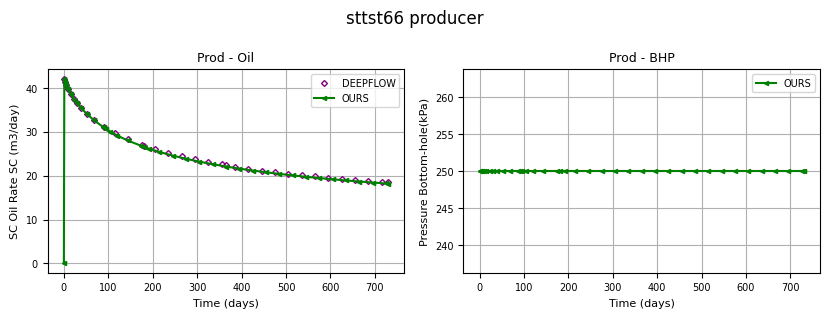 sttst66 producer
Prod - Oil
SC Oil Rate SC (m3/day)
40
30
20
10
0
DEEPFLOW
OURS
0 100 200 300 400 500 600 700
Time (days)
Prod - BHP
Pressure Bottom-hole(kPa)
260
255
250
245
240
OURS
0 100 200 300 400 500 600 700
Time (days)